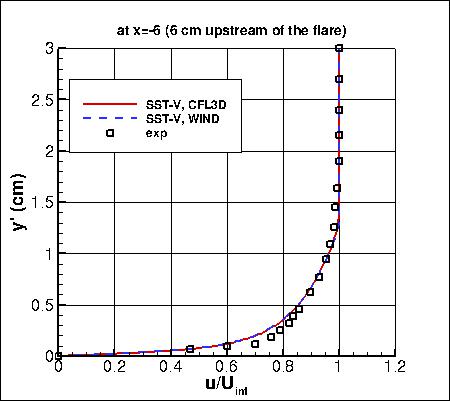 at x=-6 (6 cm upstream of the flare)
3
2.5
2
1.5
1
0.5
0
SST-V, CFL3D
SST-V, WIND
exp
y' (cm)
0 0.2 0.4 0.6 0.8 1 1.2
u/U_inf